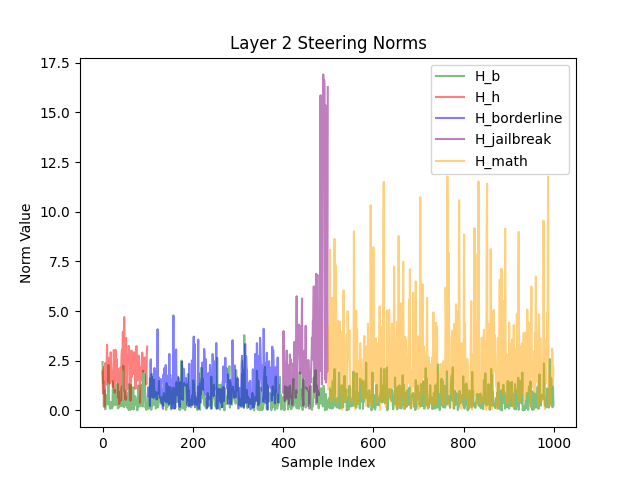 Layer 2 Steering Norms
17.5
15.0
12.5
10.0
7.5
5.0
2.5
0.0
Norm Value
H_b
H_h
H_borderline
H_jailbreak
H_math
0 200 400 600 800 1000
Sample Index